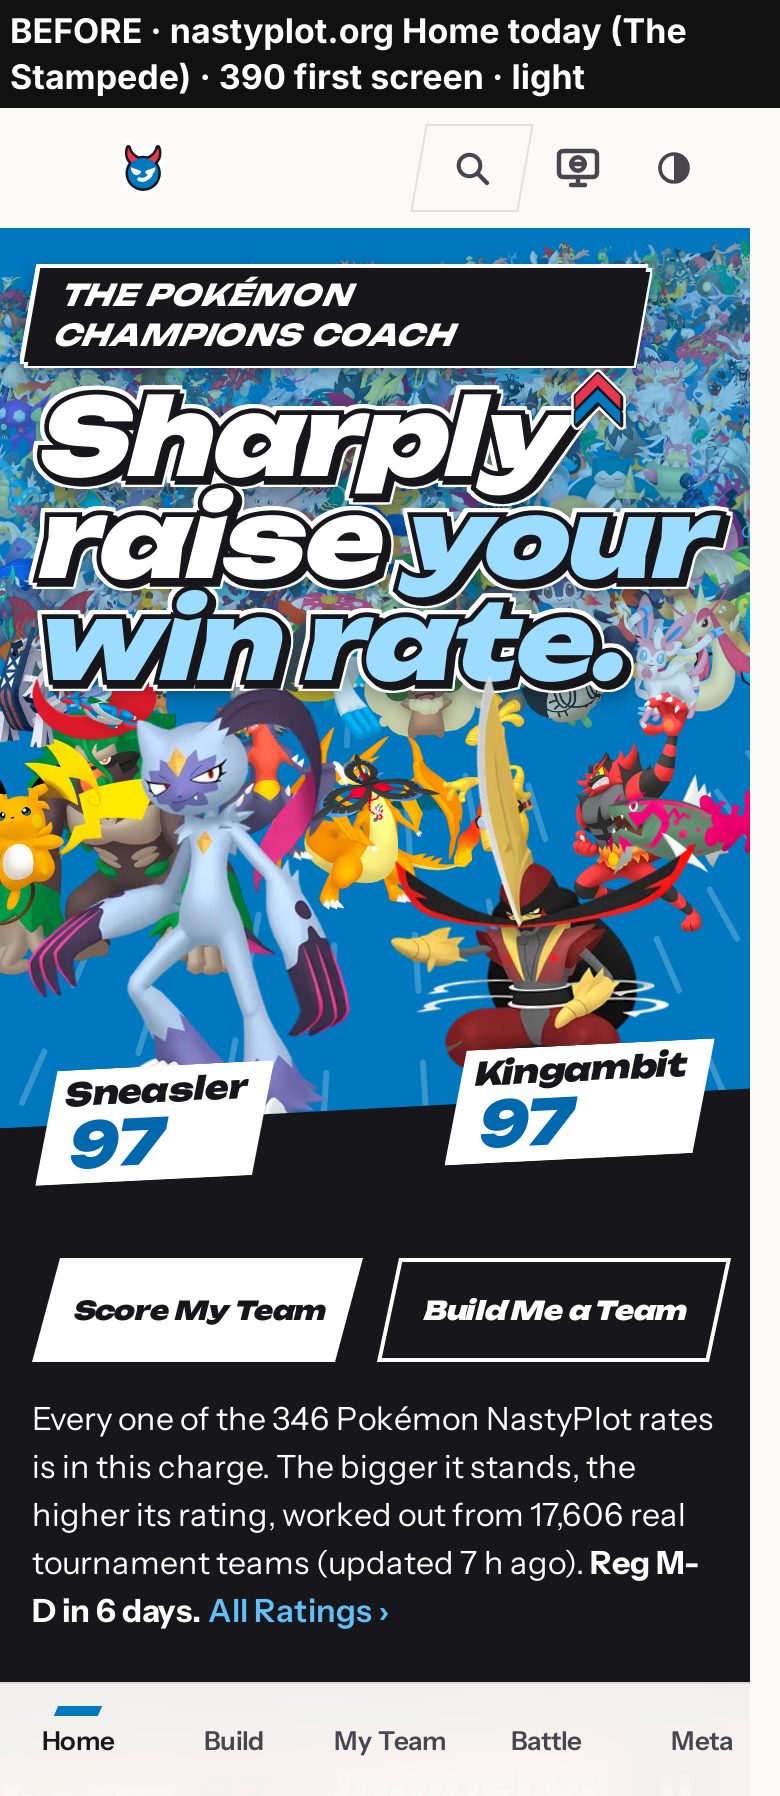 BEFORE · nastyplot.org Home today (The
Stampede) · 390 first screen · light
THE POKÉMON
CHAMPIONS COACH
Sharply
raise your
win rate.
Sneasler
97
Kingambit
97
Score My Team
Build Me a Team
Every one of the 346 Pokémon NastyPlot rates
is in this charge. The bigger it stands, the
higher its rating, worked out from 17,606 real
tournament teams (updated 7 h ago). Reg M-
D in 6 days. All Ratings ›
Home
Build
My Team
Battle
Meta